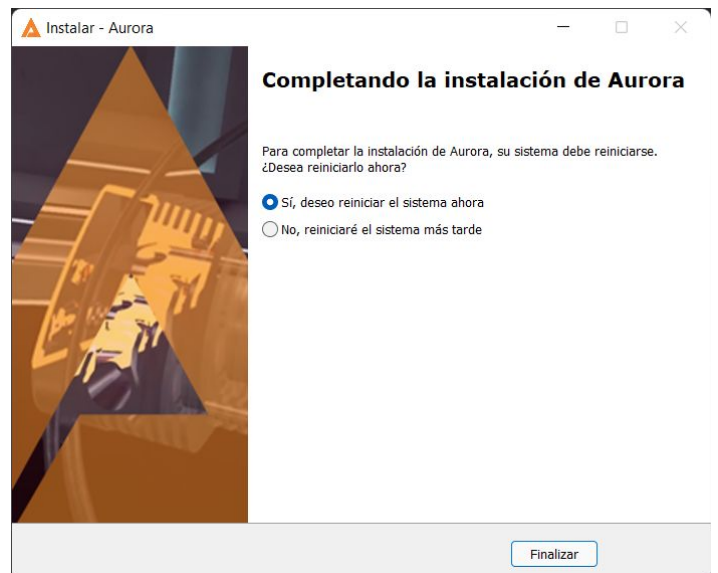 Instalar - Aurora
Completando la instalación de Aurora
Para completar la instalación de Aurora, su sistema debe reiniciarse.
¿Desea reiniciarlo ahora?
Sí, deseo reiniciar el sistema ahora
No, reiniciaré el sistema más tarde
Finalizar